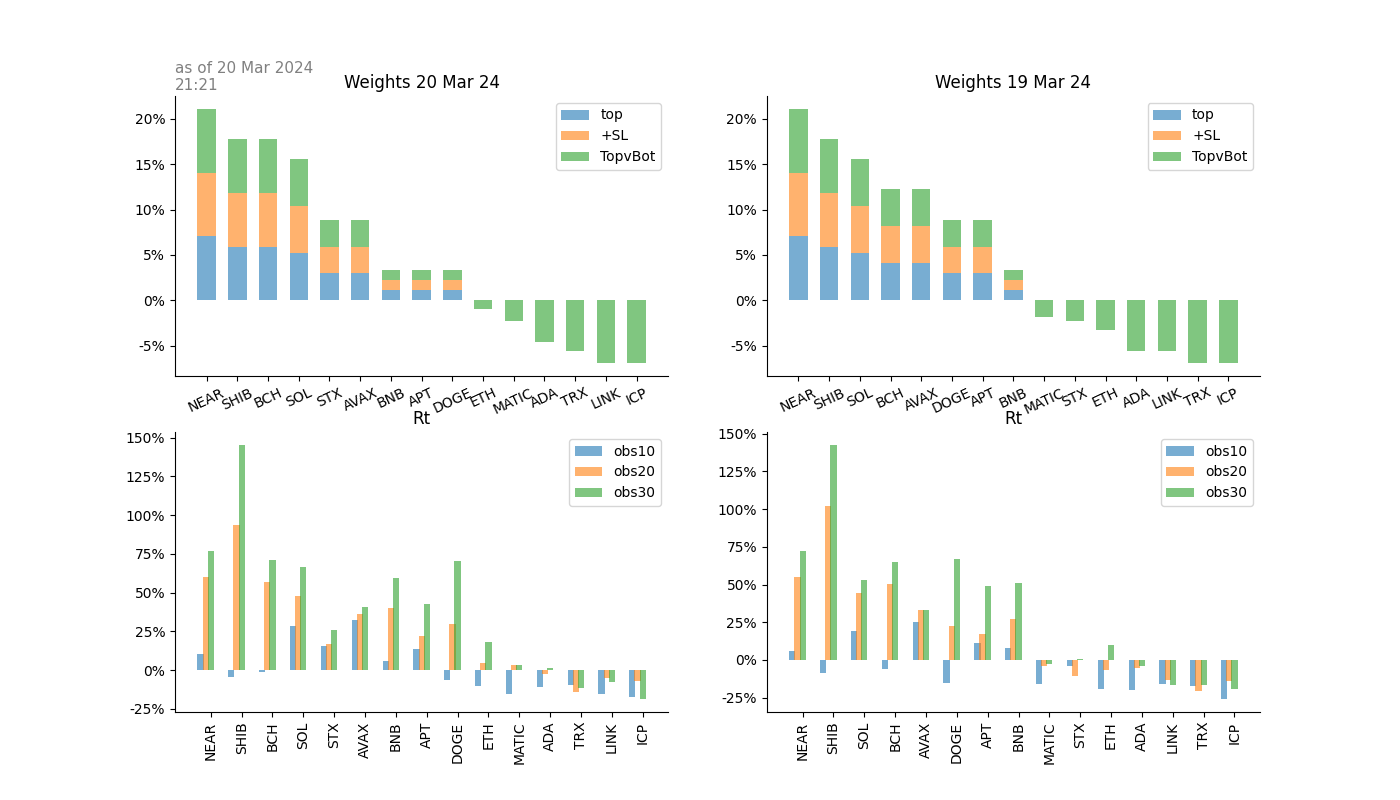 as of 20 Mar 2024
21:21
Weights 20 Mar 24
20%
15%
10%
5%
0%
-5%
top
+SL
TopvBot
NEAR SHIB BCH SOL STX AVAX BNB APT DOGE ETH MATIC ADA TRX LINK ICP
Weights 19 Mar 24
20%
15%
10%
5%
0%
-5%
top
+SL
TopvBot
NEAR SHIB SOL BCH AVAX DOGE APT BNB MATIC STX ETH ADA LINK TRX ICP
Rt
150%
125%
100%
75%
50%
25%
0%
-25%
obs10
obs20
obs30
NEAR SHIB BCH SOL STX AVAX BNB APT DOGE ETH MATIC ADA TRX LINK ICP
Rt
150%
125%
100%
75%
50%
25%
0%
-25%
obs10
obs20
obs30
NEAR SHIB SOL BCH AVAX DOGE APT BNB MATIC STX ETH ADA LINK TRX ICP